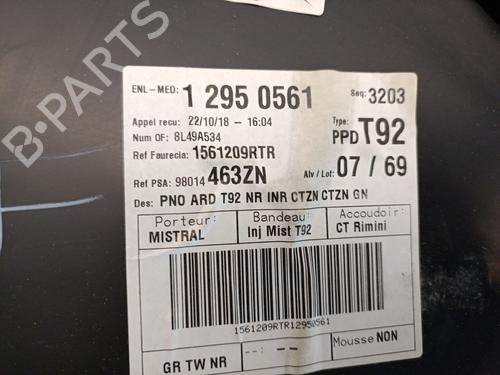 B-PARTS
ENL-MED: 1 295 0561 Seq: 3203
Appel recu: 22/10/18 - 16:04 Type:
Num OF: 8L49A534 PPD T92
Ref Faurecia: 1561209RTR
Ref PSA: 98014 463ZN Alv / Lot: 07 / 69
Des: PNO ARD T92 NR INR CTZN CTZN GN
Porteur: Bandeau: Accoudoir:
MISTRAL Inj Mist T92 CT Rimini
1561209RTR12950561
GR TW NR --:-- Mousse NON